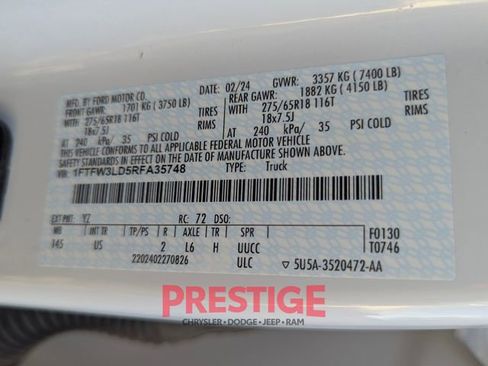 MFD. BY FORD MOTOR CO. 02/24 GVWR: 3357 KG ( 7400 LB)
FRONT GAWR: 1701 KG ( 3750 LB) REAR GAWR: 1882 KG ( 4150 LB)
WITH 275/65R18 116T TIRES WITH 275/65R18 116T TIRES
18x7.5J RIMS 18x7.5J RIMS
AT 240 kPa/ 35 PSI COLD AT 240 kPa/ 35 PSI COLD
THIS VEHICLE CONFORMS TO ALL APPLICABLE FEDERAL MOTOR VEHICLE
SAFETY STANDARDS IN EFFECT ON THE DATE OF MANUFACTURE SHOWN ABOVE.
VIN: 1FTFW3LD5RFA35748 TYPE: Truck
EXT PNT: YZ RC: 72 DSO: F0130
WB INT TR TP/PS R AXLE TR SPR T0746
145 US 2 L6 H UUCC
2202402270826 ULC ▽ 5U5A-3520472-AA
PRESTIGE
CHRYSLER • DODGE • JEEP • RAM